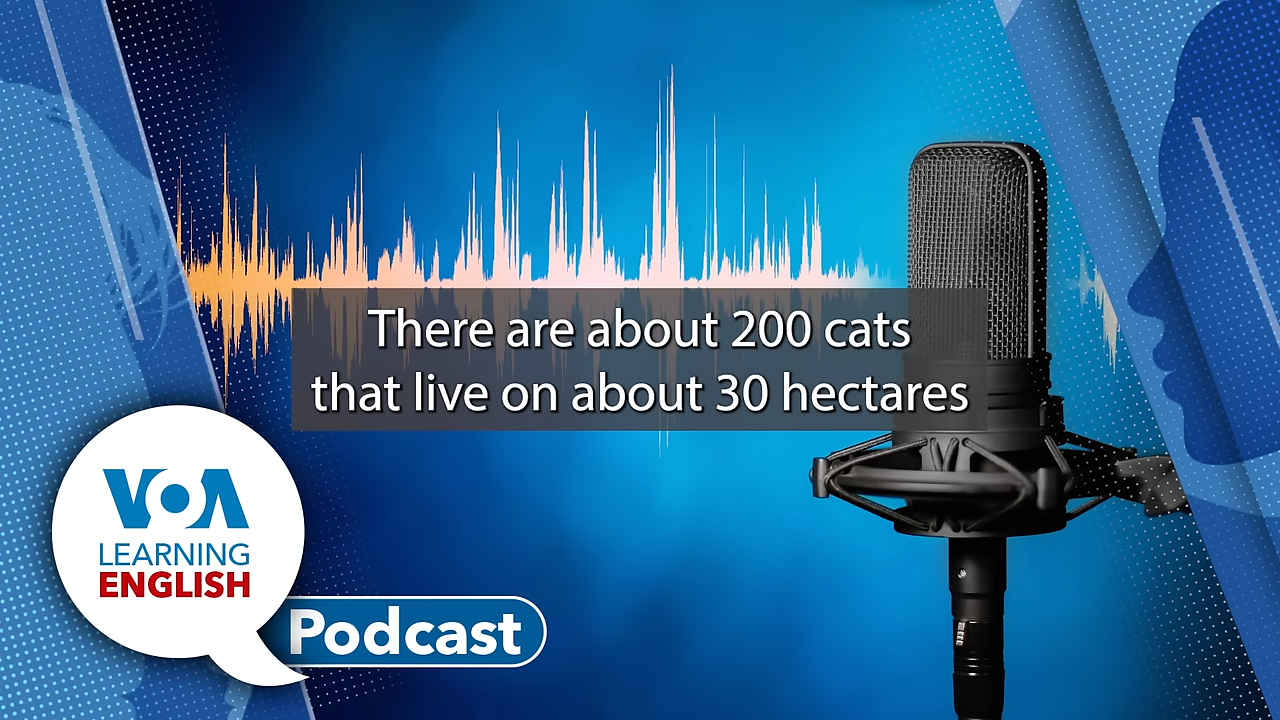 There are about 200 cats
that live on about 30 hectares
VOA
LEARNING
ENGLISH
Podcast